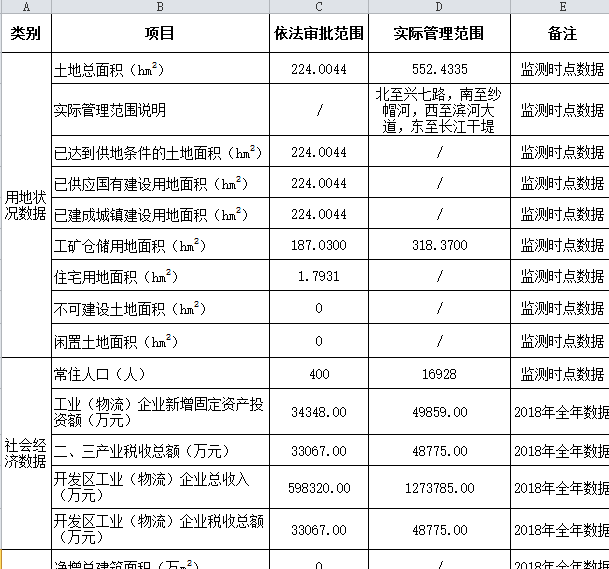 A B C D E
类别 项目 依法审批范围 实际管理范围 备注
土地总面积（hm²） 224.0044 552.4335 监测时点数据
实际管理范围说明 / 北至兴七路，南至纱
帽河，西至滨河大
道，东至长江干堤 监测时点数据
已达到供地条件的土地面积（hm²） 224.0044 / 监测时点数据
已供应国有建设用地面积（hm²） 224.0044 / 监测时点数据
用地状
况数据
已建成城镇建设用地面积（hm²） 224.0044 / 监测时点数据
工矿仓储用地面积（hm²） 187.0300 318.3700 监测时点数据
住宅用地面积（hm²） 1.7931 / 监测时点数据
不可建设土地面积（hm²） 0 / 监测时点数据
闲置土地面积（hm²） 0 / 监测时点数据
常住人口（人） 400 16928 监测时点数据
工业（物流）企业新增固定资产投
资额（万元） 34348.00 49859.00 2018年全年数据
社会经
济数据
二、三产业税收总额（万元） 33067.00 48775.00 2018年全年数据
开发区工业（物流）企业总收入
（万元） 598320.00 1273785.00 2018年全年数据
开发区工业（物流）企业税收总额
（万元） 33067.00 48775.00 2018年全年数据
净增总建筑面积（万m²） 0 / 2018年全年数据